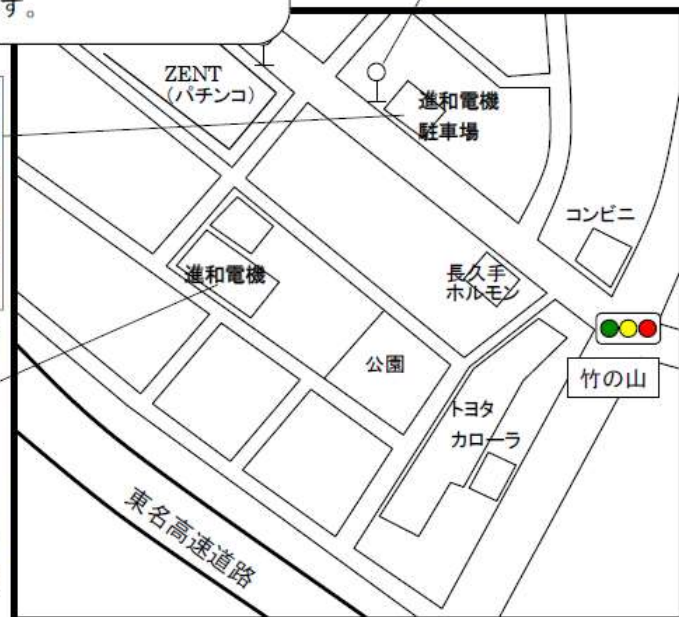 す。
ZENT
（パチンコ）
進和電機
駐車場
コンビニ
進和電機
長久手
ホルモン
竹の山
公園
トヨタ
カローラ
東名高速道路